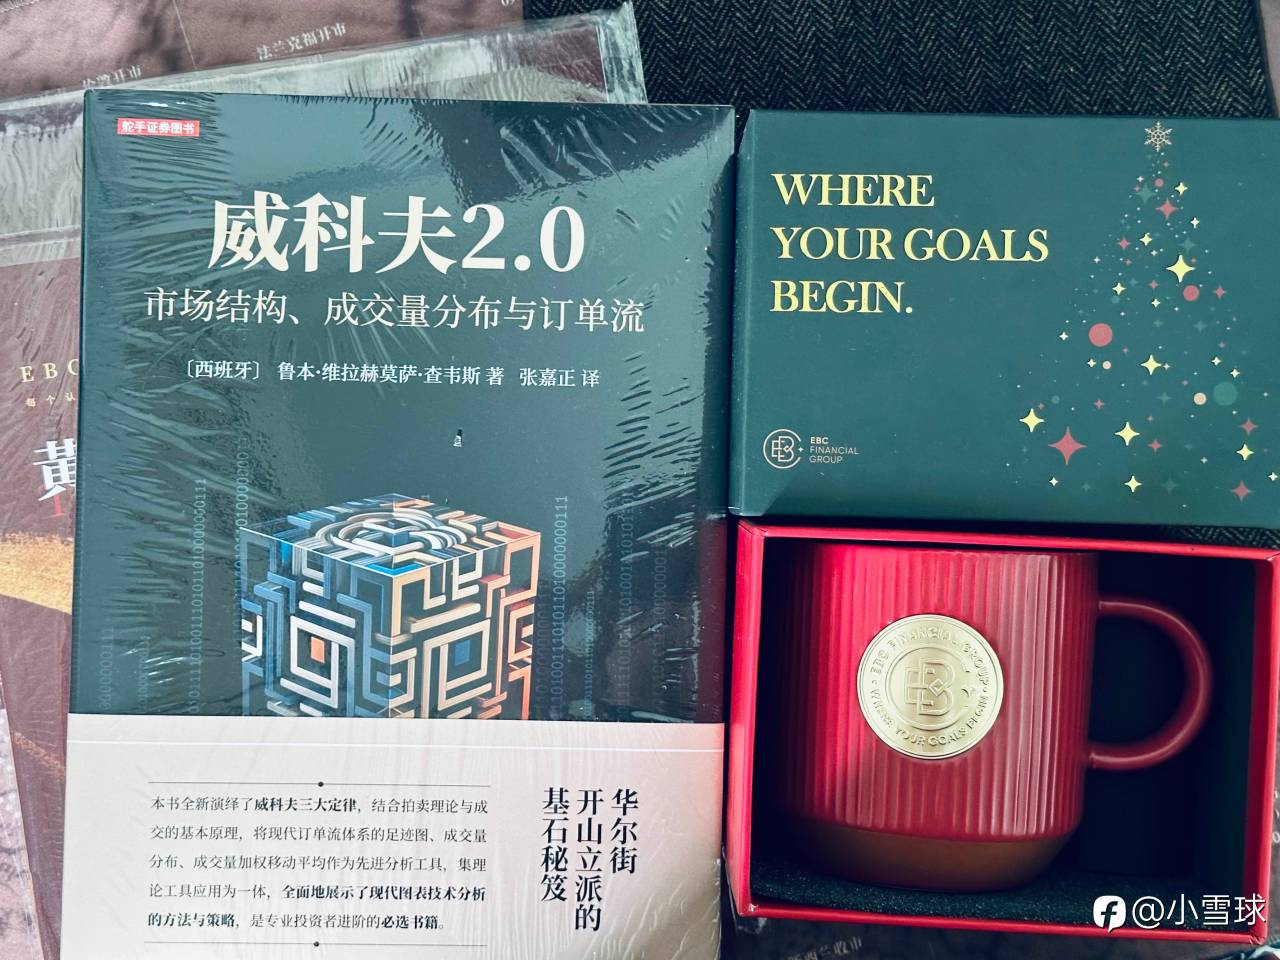 法兰克福开市
舵手证券图书
威科夫2.0
市场结构、成交量分布与订单流
〔西班牙〕 鲁本·维拉赫莫萨·查韦斯 著 张嘉正 译
本书全新演绎了威科夫三大定律，结合拍卖理论与成
交的基本原理，将现代订单流体系的足迹图、成交量
分布、成交量加权移动平均作为先进分析工具，集理
论工具应用为一体，全面地展示了现代图表技术分析
的方法与策略，是专业投资者进阶的必选书籍。
华尔街
开山立派的
基石秘笈
EBC
每个认
黄
WHERE
YOUR GOALS
BEGIN.
EBC
FINANCIAL
GROUP
EBC FINANCIAL GROUP
WHERE YOUR GOALS BEGIN
@小雪球